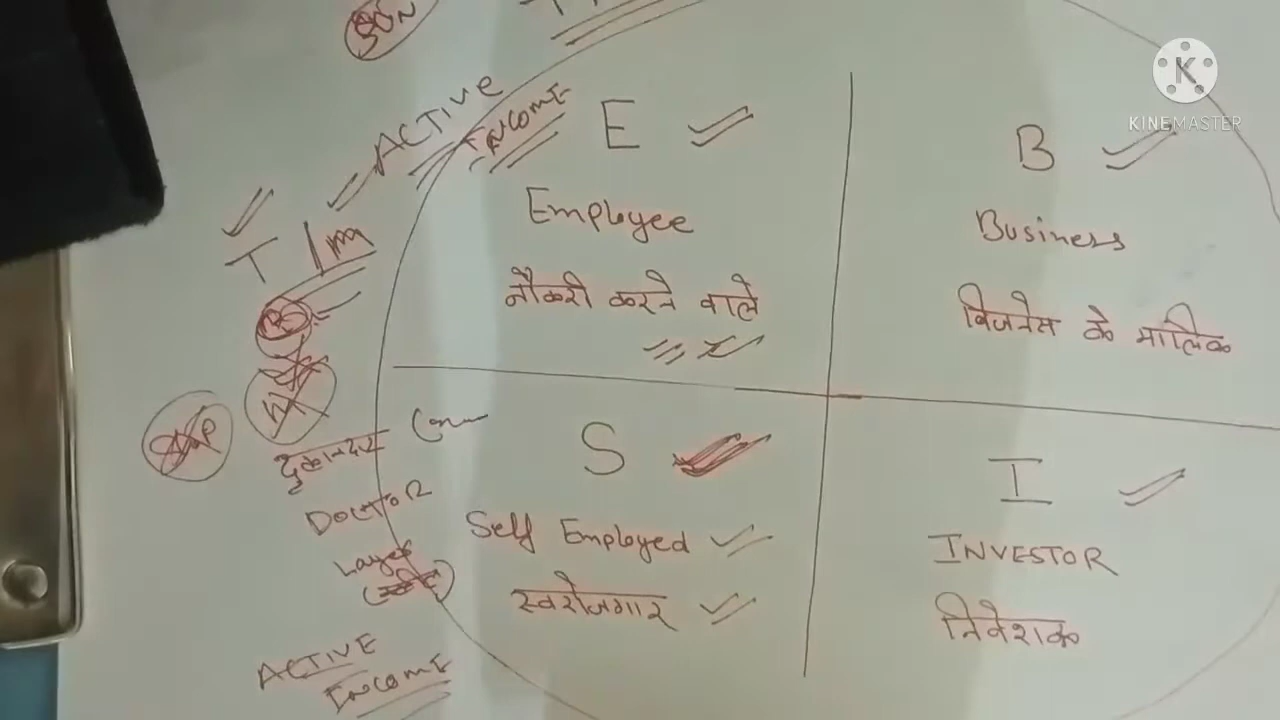 SUN
ACTIVE
INCOME
TIm
E
Employee
नौकरी करने वाले
B
Business
बिजनेस के मालिक
दुकानदार
DOCTOR
Layer
S
Self Employed
स्वरोजगार
I
INVESTOR
निवेशक
ACTIVE
INCOME
KINEMASTER